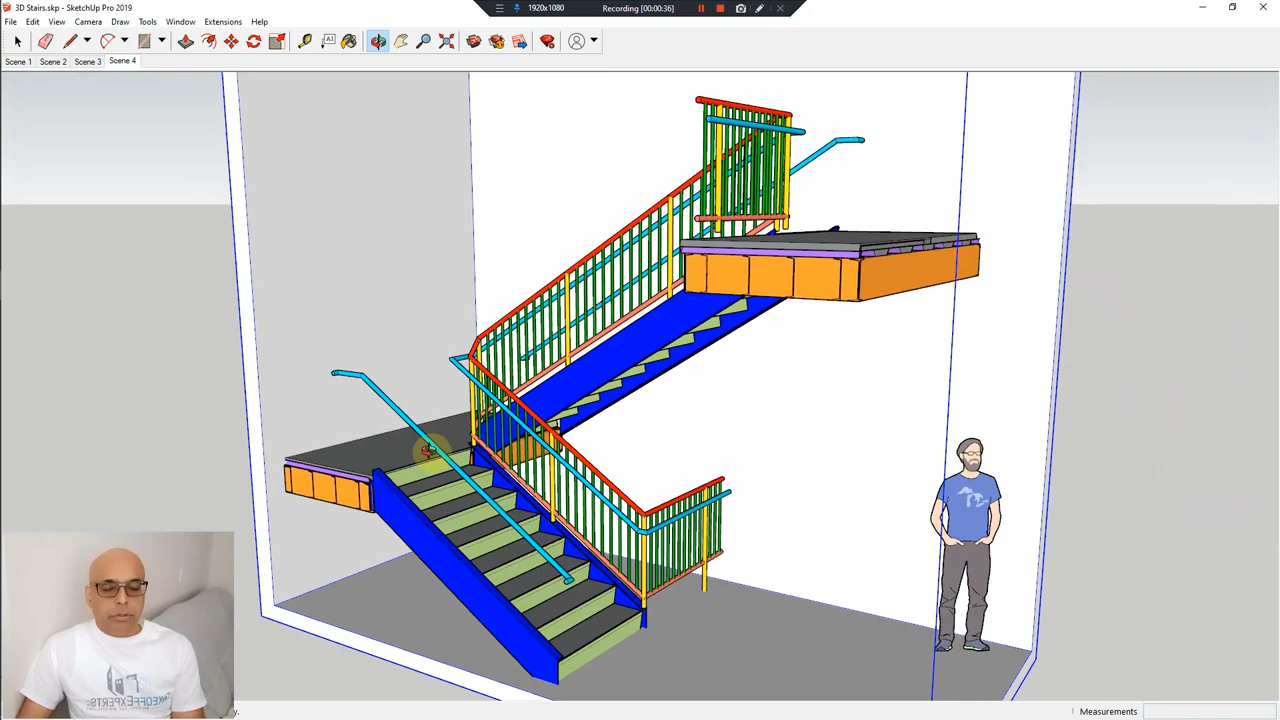 3D Stairs.skp - SketchUp Pro 2019
1920x1080
Recording [00:00:36]
File Edit View Camera Draw Tools Window Extensions Help
A1
Scene 1 Scene 2 Scene 3 Scene 4
Measurements